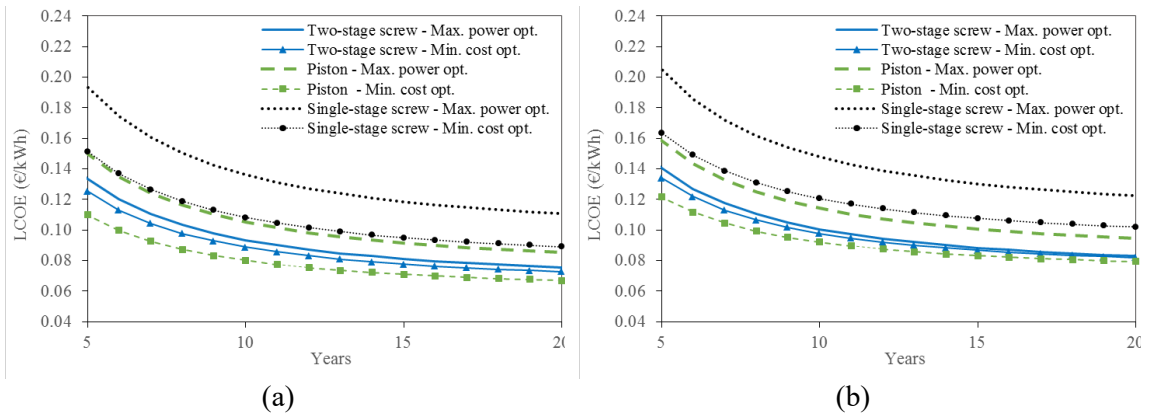 0.24
0.22
0.20
0.18
0.16
0.14
0.12
0.10
0.08
0.06
0.04
LCOE (€/kWh)
5
10
15
20
Years
Two-stage screw - Max. power opt.
Two-stage screw - Min. cost opt.
Piston - Max. power opt.
Piston - Min. cost opt.
Single-stage screw - Max. power opt.
Single-stage screw - Min. cost opt.
(a)
0.24
0.22
0.20
0.18
0.16
0.14
0.12
0.10
0.08
0.06
0.04
LCOE (€/kWh)
5
10
15
20
Years
Two-stage screw - Max. power opt.
Two-stage screw - Min. cost opt.
Piston - Max. power opt.
Piston - Min. cost opt.
Single-stage screw - Max. power opt.
Single-stage screw - Min. cost opt.
(b)